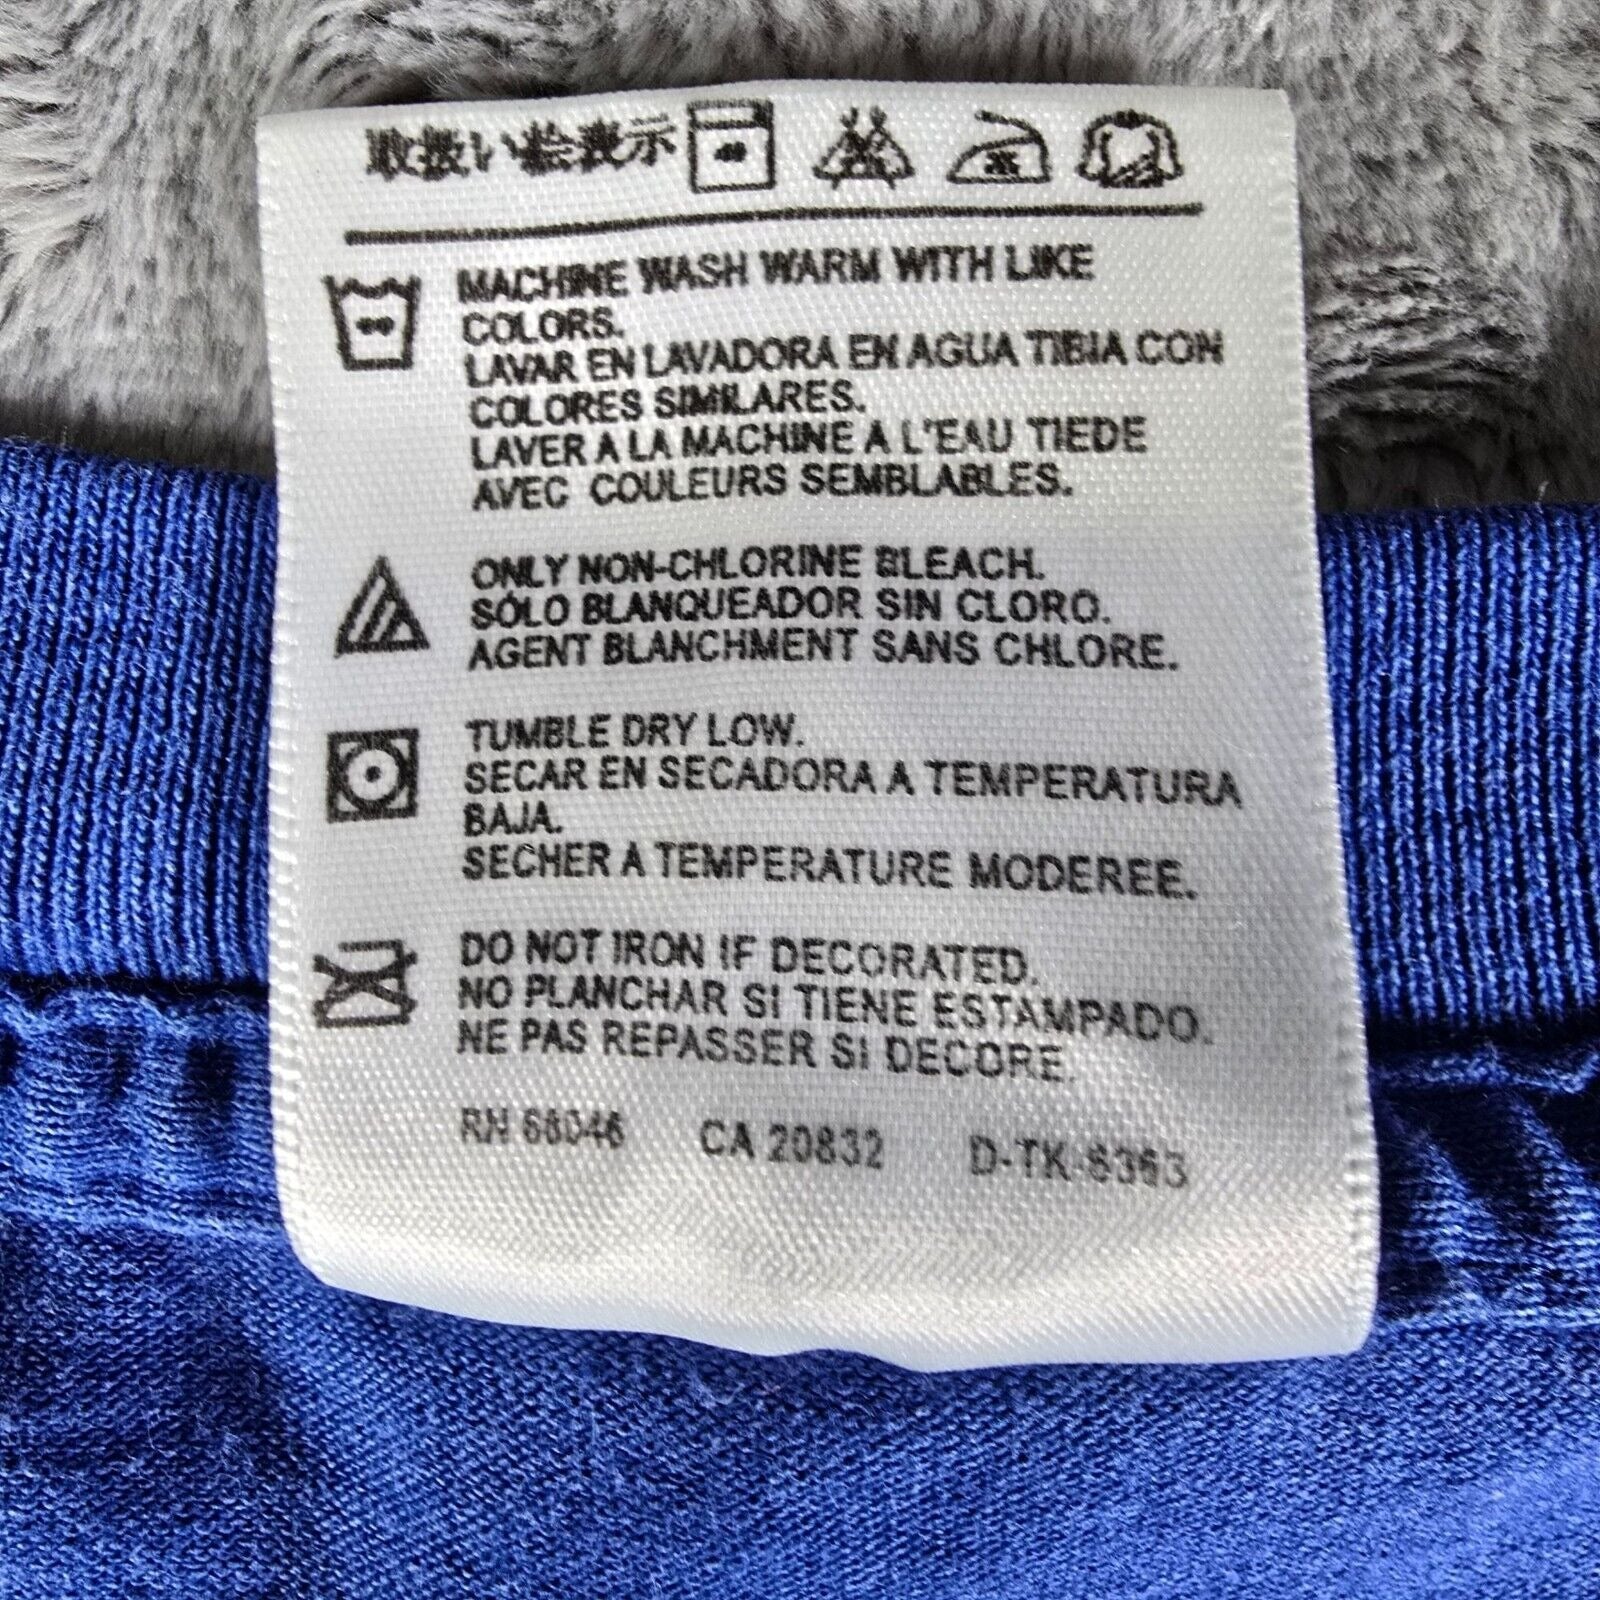 取扱い絵表示
MACHINE WASH WARM WITH LIKE
COLORS.
LAVAR EN LAVADORA EN AGUA TIBIA CON
COLORES SIMILARES.
LAVER A LA MACHINE A L'EAU TIEDE
AVEC COULEURS SEMBLABLES.
ONLY NON-CHLORINE BLEACH.
SÓLO BLANQUEADOR SIN CLORO.
AGENT BLANCHMENT SANS CHLORE.
TUMBLE DRY LOW.
SECAR EN SECADORA A TEMPERATURA
BAJA.
SECHER A TEMPERATURE MODEREE.
DO NOT IRON IF DECORATED.
NO PLANCHAR SI TIENE ESTAMPADO.
NE PAS REPASSER SI DECORE.
RN CA 20832